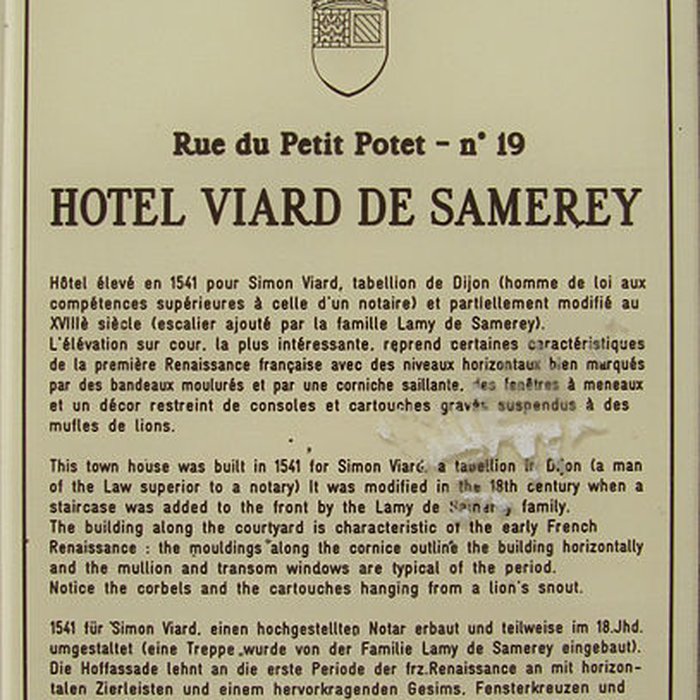 Rue du Petit Potet - n° 19
HOTEL VIARD DE SAMEREY
Hôtel élevé en 1541 pour Simon Viard, tabellion de Dijon (homme de loi aux
compétences supérieures à celle d'un notaire) et partiellement modifié au
XVIIIè siècle (escalier ajouté par la famille Lamy de Samerey).
L'élévation sur cour, la plus intéressante, reprend certaines caractéristiques
de la première Renaissance française avec des niveaux horizontaux bien marqués
par des bandeaux moulurés et par une corniche saillante, des fenêtres à meneaux
et un décor restreint de consoles et cartouches gravés suspendus à des
mufles de lions.
This town house was built in 1541 for Simon Viard, a tabellion in Dijon (a man
of the Law superior to a notary) It was modified in the 18th century when a
staircase was added to the front by the Lamy de Samerey family.
The building along the courtyard is characteristic of the early French
Renaissance : the mouldings along the cornice outline the building horizontally
and the mullion and transom windows are typical of the period.
Notice the corbels and the cartouches hanging from a lion's snout.
1541 für Simon Viard, einen hochgestellten Notar erbaut und teilweise im 18.Jhd.
umgestaltet (eine Treppe wurde von der Familie Lamy de Samerey eingebaut).
Die Hoffassade lehnt an die erste Periode der frz.Renaissance an mit horizon-
talen Zierleisten und einem hervorkragenden Gesims, Fensterkreuzen und